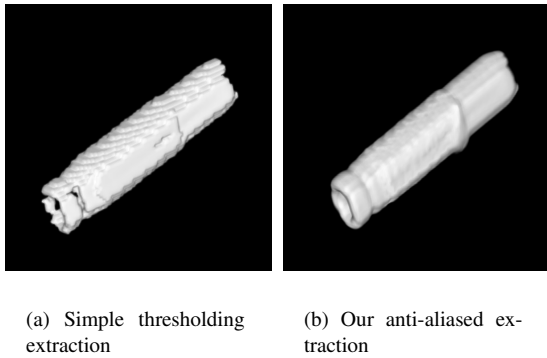 (a) Simple thresholding
extraction
(b) Our anti-aliased ex-
traction